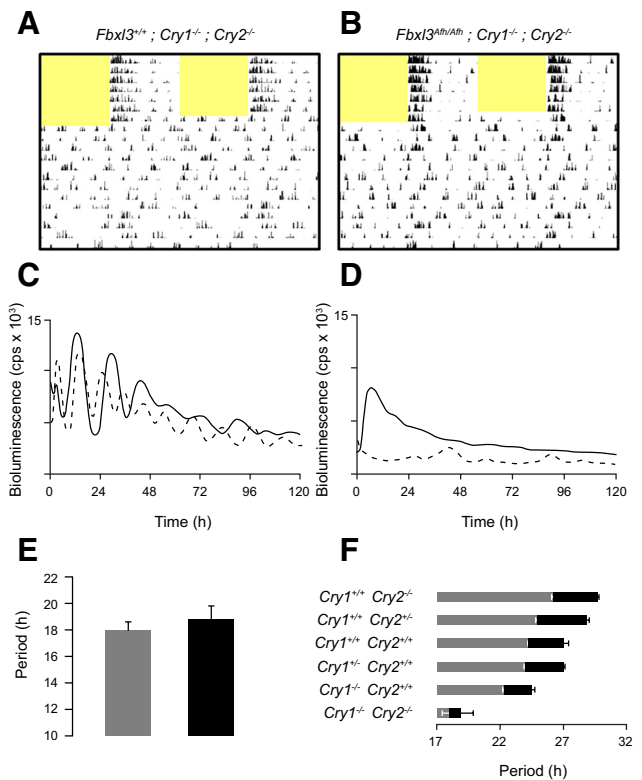 A
Fbxl3+/+ ; Cry1-/- ; Cry2-/-
B
Fbxl3Afh/Afh ; Cry1-/- ; Cry2-/-
C
Bioluminescence (cps x 10³)
15
0 24 48 72 96 120
Time (h)
D
Bioluminescence (cps x 10³)
15
0 24 48 72 96 120
Time (h)
E
Period (h)
22
20
18
16
14
12
10
F
Cry1+/+ Cry2-/-
Cry1+/+ Cry2+/-
Cry1+/+ Cry2+/+
Cry1+/- Cry2+/+
Cry1-/- Cry2+/+
Cry1-/- Cry2-/-
17 22 27 32
Period (h)